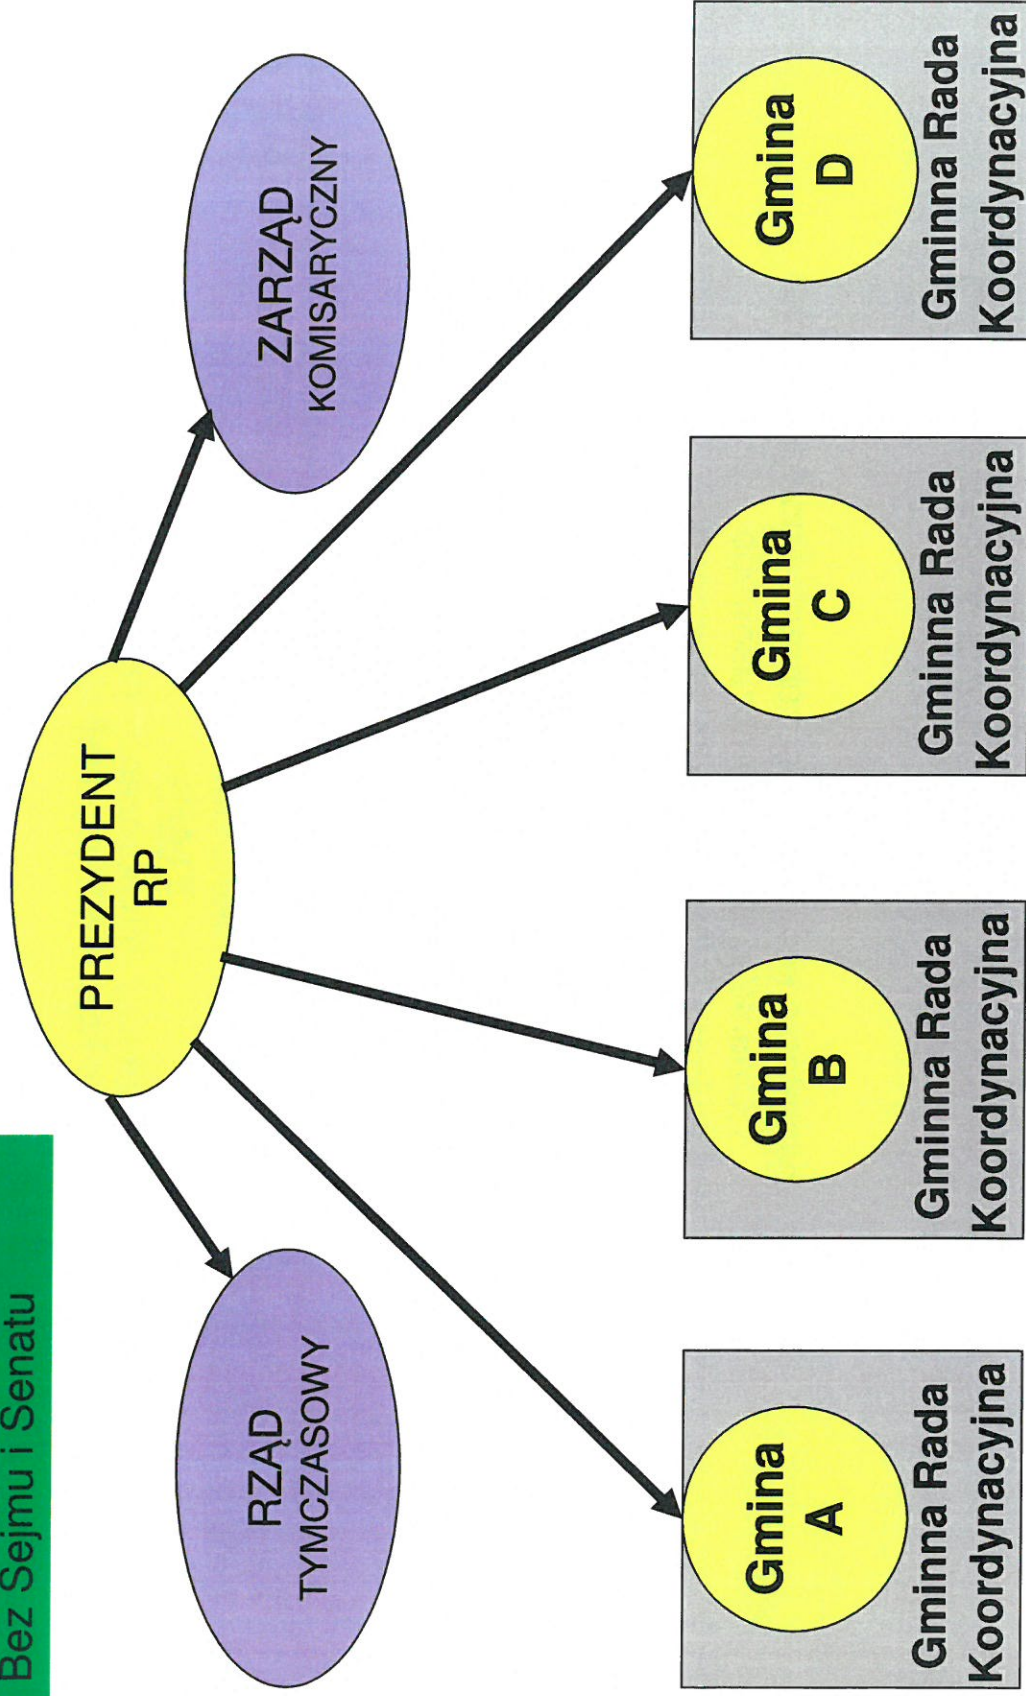 Bez Sejmu i Senatu
PREZYDENT
RP
RZĄD
TYMCZASOWY
ZARZĄD
KOMISARYCZNY
Gmina
A
Gminna Rada
Koordynacyjna
Gmina
B
Gminna Rada
Koordynacyjna
Gmina
C
Gminna Rada
Koordynacyjna
Gmina
D
Gminna Rada
Koordynacyjna